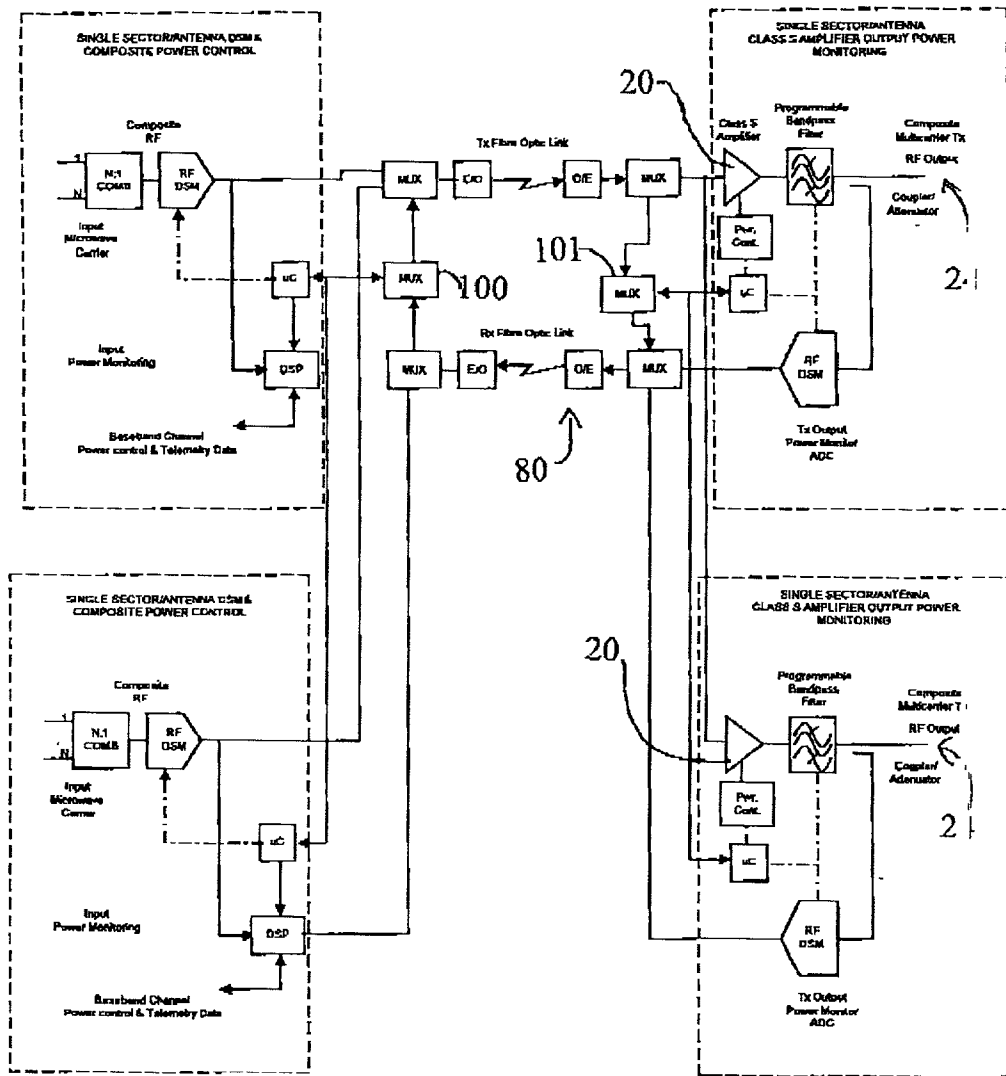 SINGLE SECTOR/ANTENNA DSM &
COMPOSITE POWER CONTROL
Composite
RF
1
N
N:1
COMB
RF
DSM
Input
Microwave
Carrier
µC
Input
Power Monitoring
DSP
Baseband Channel
Power control & Telemetry Data
Tx Fibre Optic Link
MUX
E/O
O/E
MUX
MUX
100
101
MUX
Rx Fibre Optic Link
MUX
E/O
O/E
MUX
80
SINGLE SECTOR/ANTENNA
CLASS S AMPLIFIER OUTPUT POWER
MONITORING
20
Class S
Amplifier
Programmable
Bandpass
Filter
Composite
Multicarrier Tx
RF Output
Coupler/
Attenuator
Pwr.
Cont.
µC
RF
DSM
Tx Output
Power Monitor
ADC
SINGLE SECTOR/ANTENNA DSM &
COMPOSITE POWER CONTROL
Composite
RF
1
N
N:1
COMB
RF
DSM
Input
Microwave
Carrier
µC
Input
Power Monitoring
DSP
Baseband Channel
Power control & Telemetry Data
SINGLE SECTOR/ANTENNA
CLASS S AMPLIFIER OUTPUT POWER
MONITORING
20
Programmable
Bandpass
Filter
Composite
Multicarrier T
RF Output
Coupler/
Attenuator
2
Pwr.
Cont.
µC
RF
DSM
Tx Output
Power Monitor
ADC